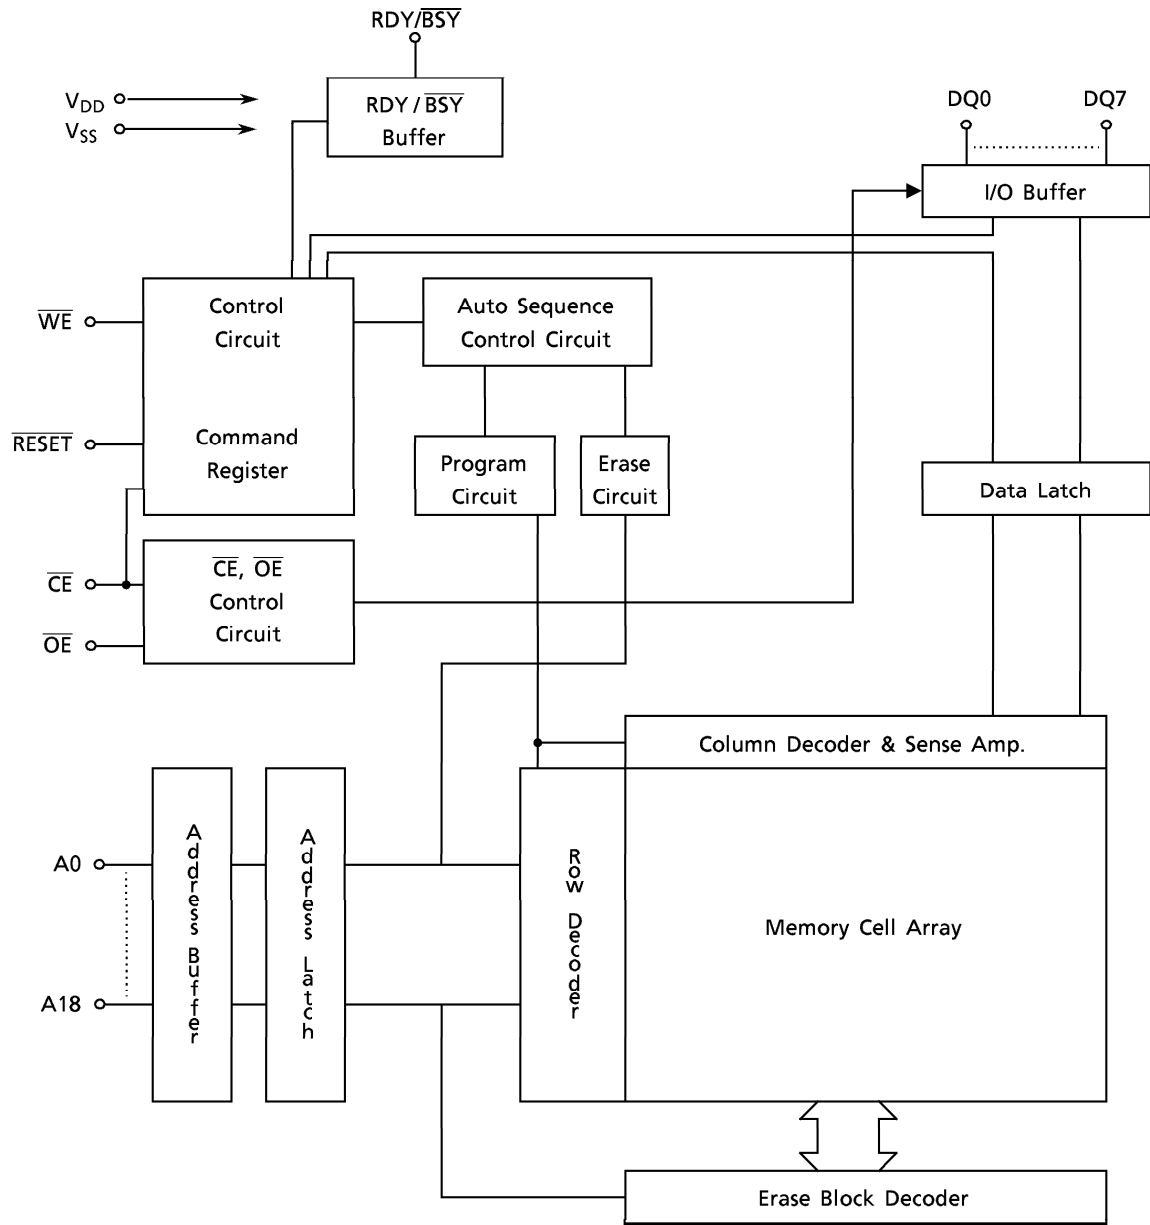 RDY/BSY
VDD
VSS
RDY / BSY
Buffer
DQ0 DQ7
I/O Buffer
WE
Control
Circuit
Auto Sequence
Control Circuit
RESET
Command
Register
Program
Circuit
Erase
Circuit
Data Latch
CE
OE
CE, OE
Control
Circuit
Column Decoder & Sense Amp.
A0
A18
Address Buffer
Address Latch
Row Decoder
Memory Cell Array
Erase Block Decoder